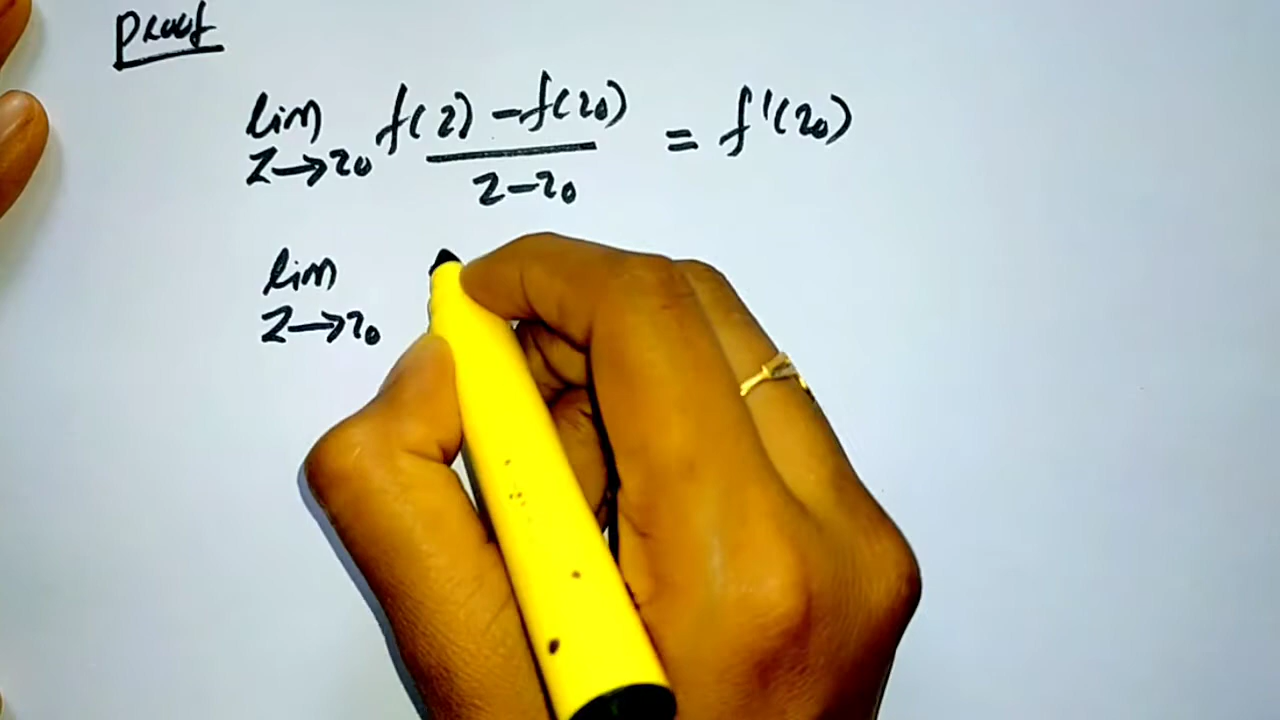 Proof
lim f(z) - f(z0) = f'(z0)
z→z0 z-z0
lim
z→z0